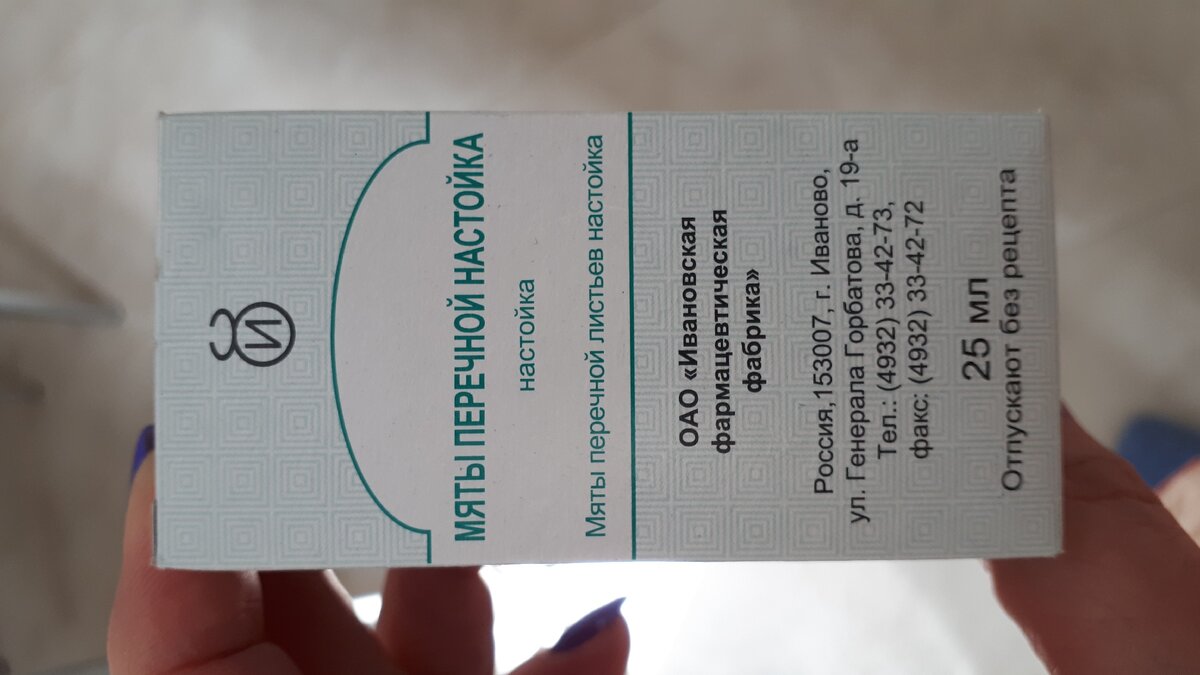 И
МЯТЫ ПЕРЕЧНОЙ НАСТОЙКА
настойка
Мяты перечной листьев настойка
ОАО «Ивановская
фармацевтическая
фабрика»
Россия,153007, г. Иваново,
ул. Генерала Горбатова, д. 19-а
Тел.: (4932) 33-42-73,
факс: (4932) 33-42-72
25 мл
Отпускают без рецепта